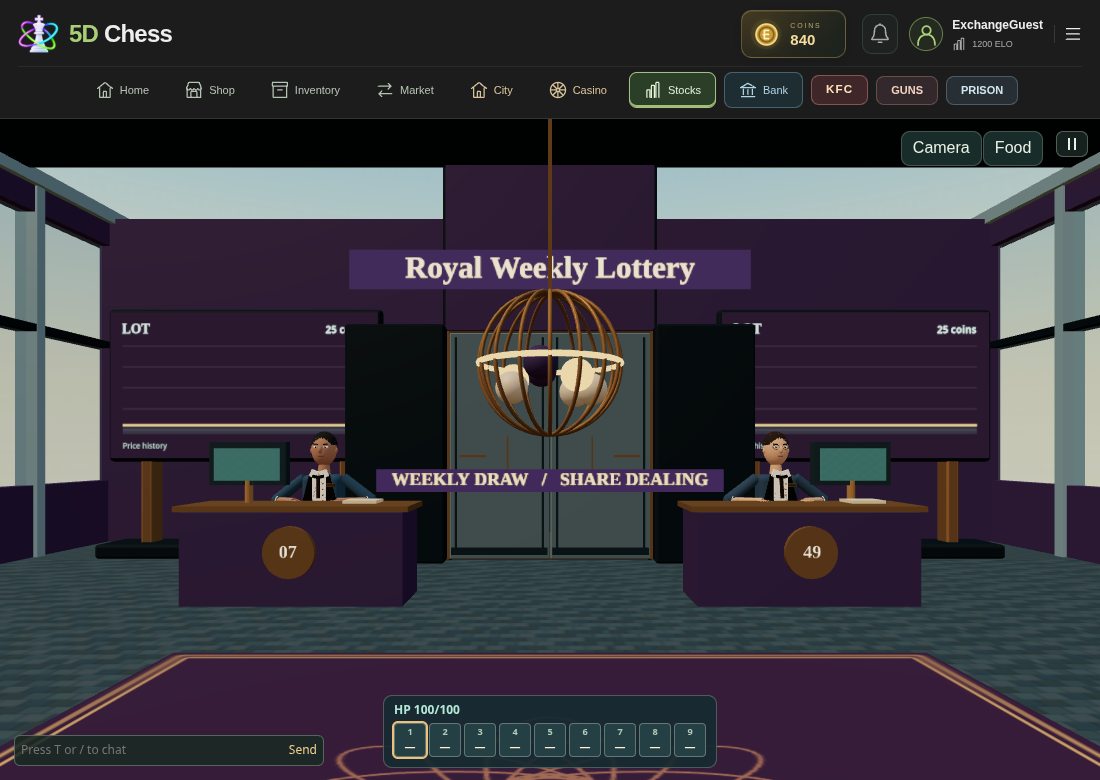 5D Chess
COINS
840
ExchangeGuest
1200 ELO
Home
Shop
Inventory
Market
City
Casino
Stocks
Bank
KFC
GUNS
PRISON
Camera
Food
Royal Weekly Lottery
LOT
25
25 coins
Price history
WEEKLY DRAW / SHARE DEALING
07
49
HP 100/100
1 2 3 4 5 6 7 8 9
— — — — — — — — —
Press T or / to chat
Send